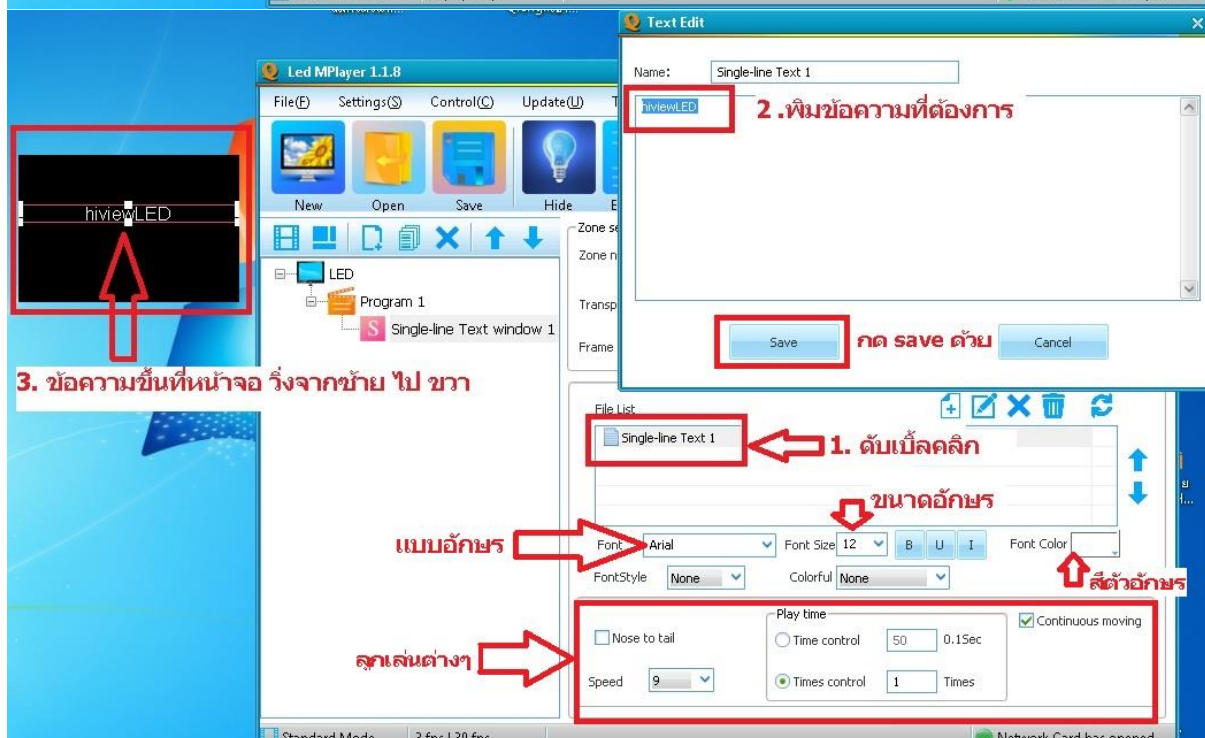 Text Edit
Led MPlayer 1.1.8
Name: Single-line Text 1
File(F) Settings(S) Control(C) Update(U)
hiviewLED
2 .พิมข้อความที่ต้องการ
New Open Save Hide
hiviewLED
Zone
LED
Program 1
Single-line Text window 1
Frame
Save
กด save ด้วย
Cancel
3. ข้อความขึ้นที่หน้าจอ วิ่งจากซ้าย ไป ขวา
File List
Single-line Text 1
1. ดับเบิ้ลคลิก
ขนาดอักษร
แบบอักษร
Font Arial Font Size 12 B U I Font Color
FontStyle None Colorful None
สีตัวอักษร
Play time
Continuous moving
Nose to tail
Time control 50 0.1Sec
ลูกเล่นต่างๆ
Speed 9
Times control 1 Times
Standard Mode 3 fps | 30 fps
Network Card has opened